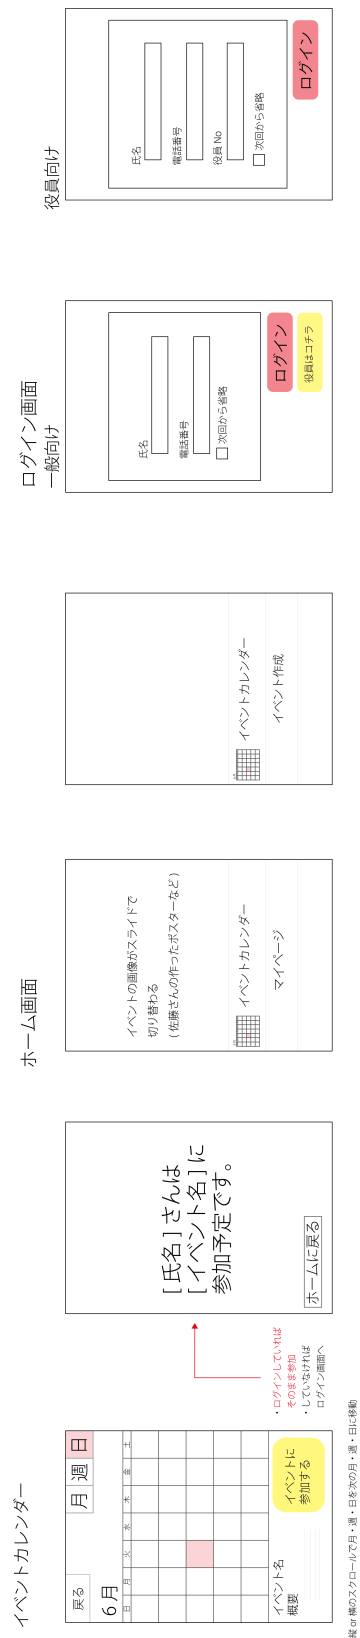 イベントカレンダー
戻る
月 週 日
6月
日 月 火 水 木 金 土
イベント名
概要
イベントに
参加する
縦 or 横のスクロールで月・週・日を次の月・週・日に移動
・ログインしていれば
そのまま参加
・していなければ
ログイン画面へ
[ 氏名 ] さんは
[ イベント名 ] に
参加予定です。
ホームに戻る
ホーム画面
イベントの画像がスライドで
切り替わる
( 佐藤さんの作ったポスターなど )
イベントカレンダー
マイページ
イベントカレンダー
イベント作成
ログイン画面
一般向け
氏名
電話番号
次回から省略
ログイン
役員はコチラ
役員向け
氏名
電話番号
役員 No
次回から省略
ログイン